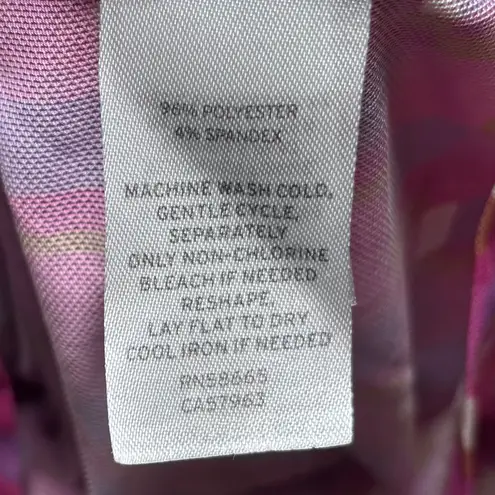 96% POLYESTER
4% SPANDEX
MACHINE WASH COLD,
GENTLE CYCLE,
SEPARATELY
ONLY NON-CHLORINE
BLEACH IF NEEDED
RESHAPE,
LAY FLAT TO DRY
COOL IRON IF NEEDED
RN58665
CA57963